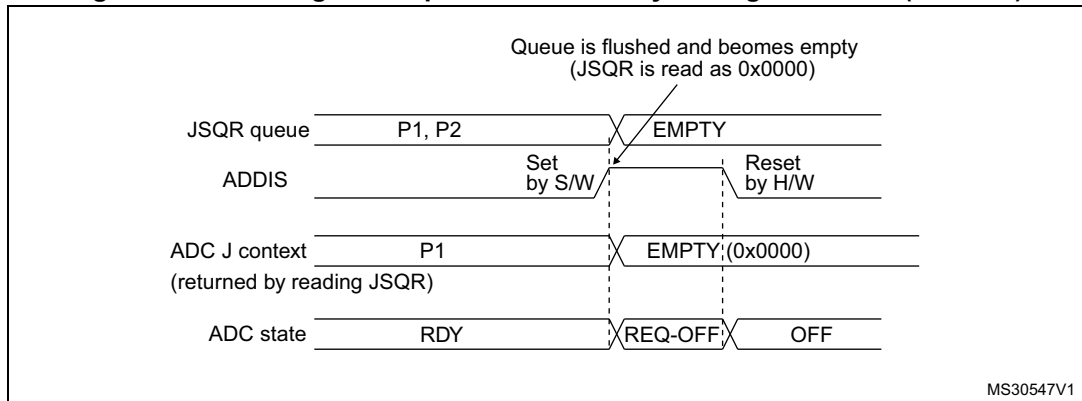 Queue is flushed and beomes empty
(JSQR is read as 0x0000)
JSQR queue P1, P2 EMPTY
ADDIS Set by S/W Reset by H/W
ADC J context P1 EMPTY (0x0000)
(returned by reading JSQR)
ADC state RDY REQ-OFF OFF
MS30547V1